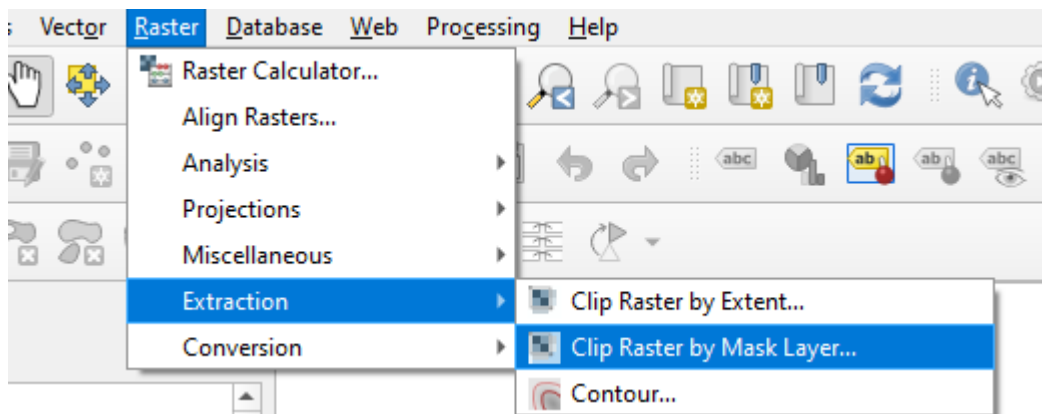 Vector Raster Database Web Processing Help
Raster Calculator...
Align Rasters...
Analysis
abc ab ab abc
Projections
Miscellaneous
Extraction
Clip Raster by Extent...
Conversion
Clip Raster by Mask Layer...
Contour...